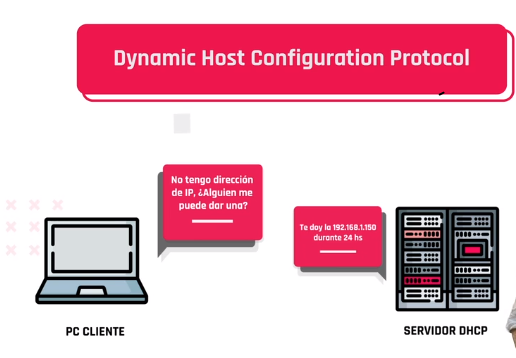 Dynamic Host Configuration Protocol
No tengo dirección
de IP, ¿Alguien me
puede dar una?
Te doy la 192.168.1.150
durante 24 hs
PC CLIENTE
SERVIDOR DHCP